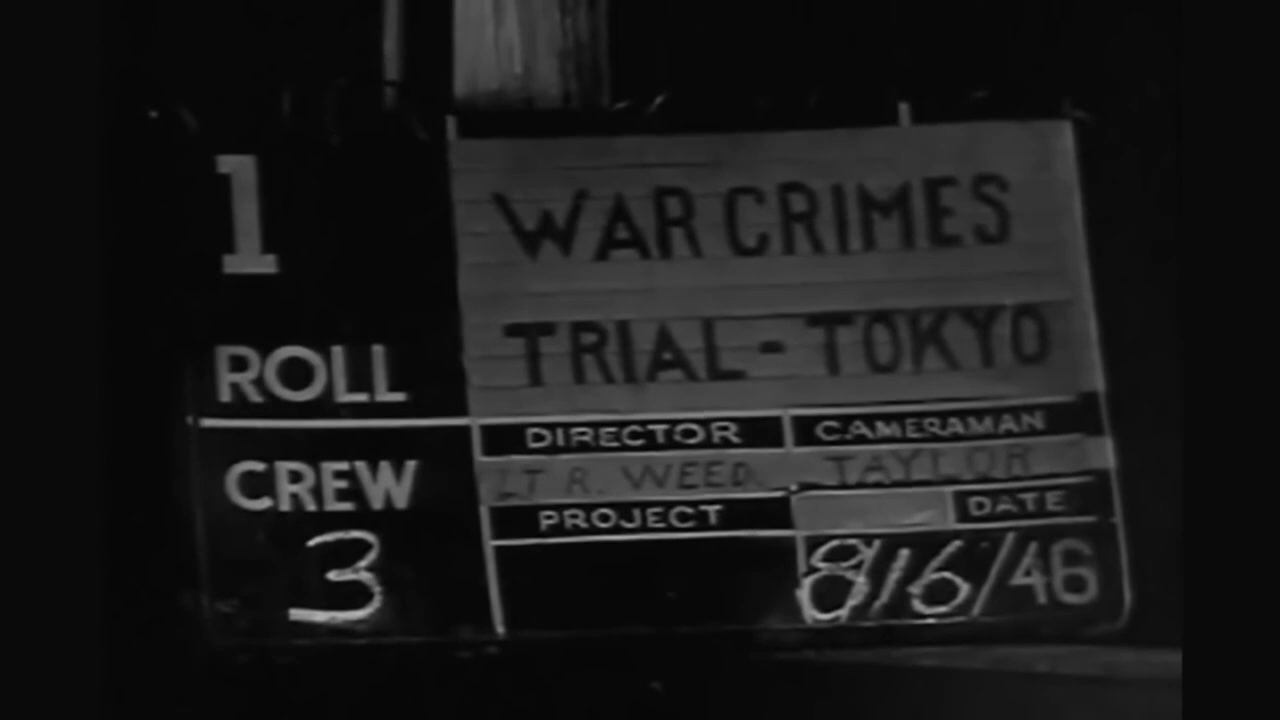 1
ROLL
CREW
3
WAR CRIMES
TRIAL - TOKYO
DIRECTOR CAMERAMAN
LT R. WEED TAYLOR
PROJECT DATE
8/16/46